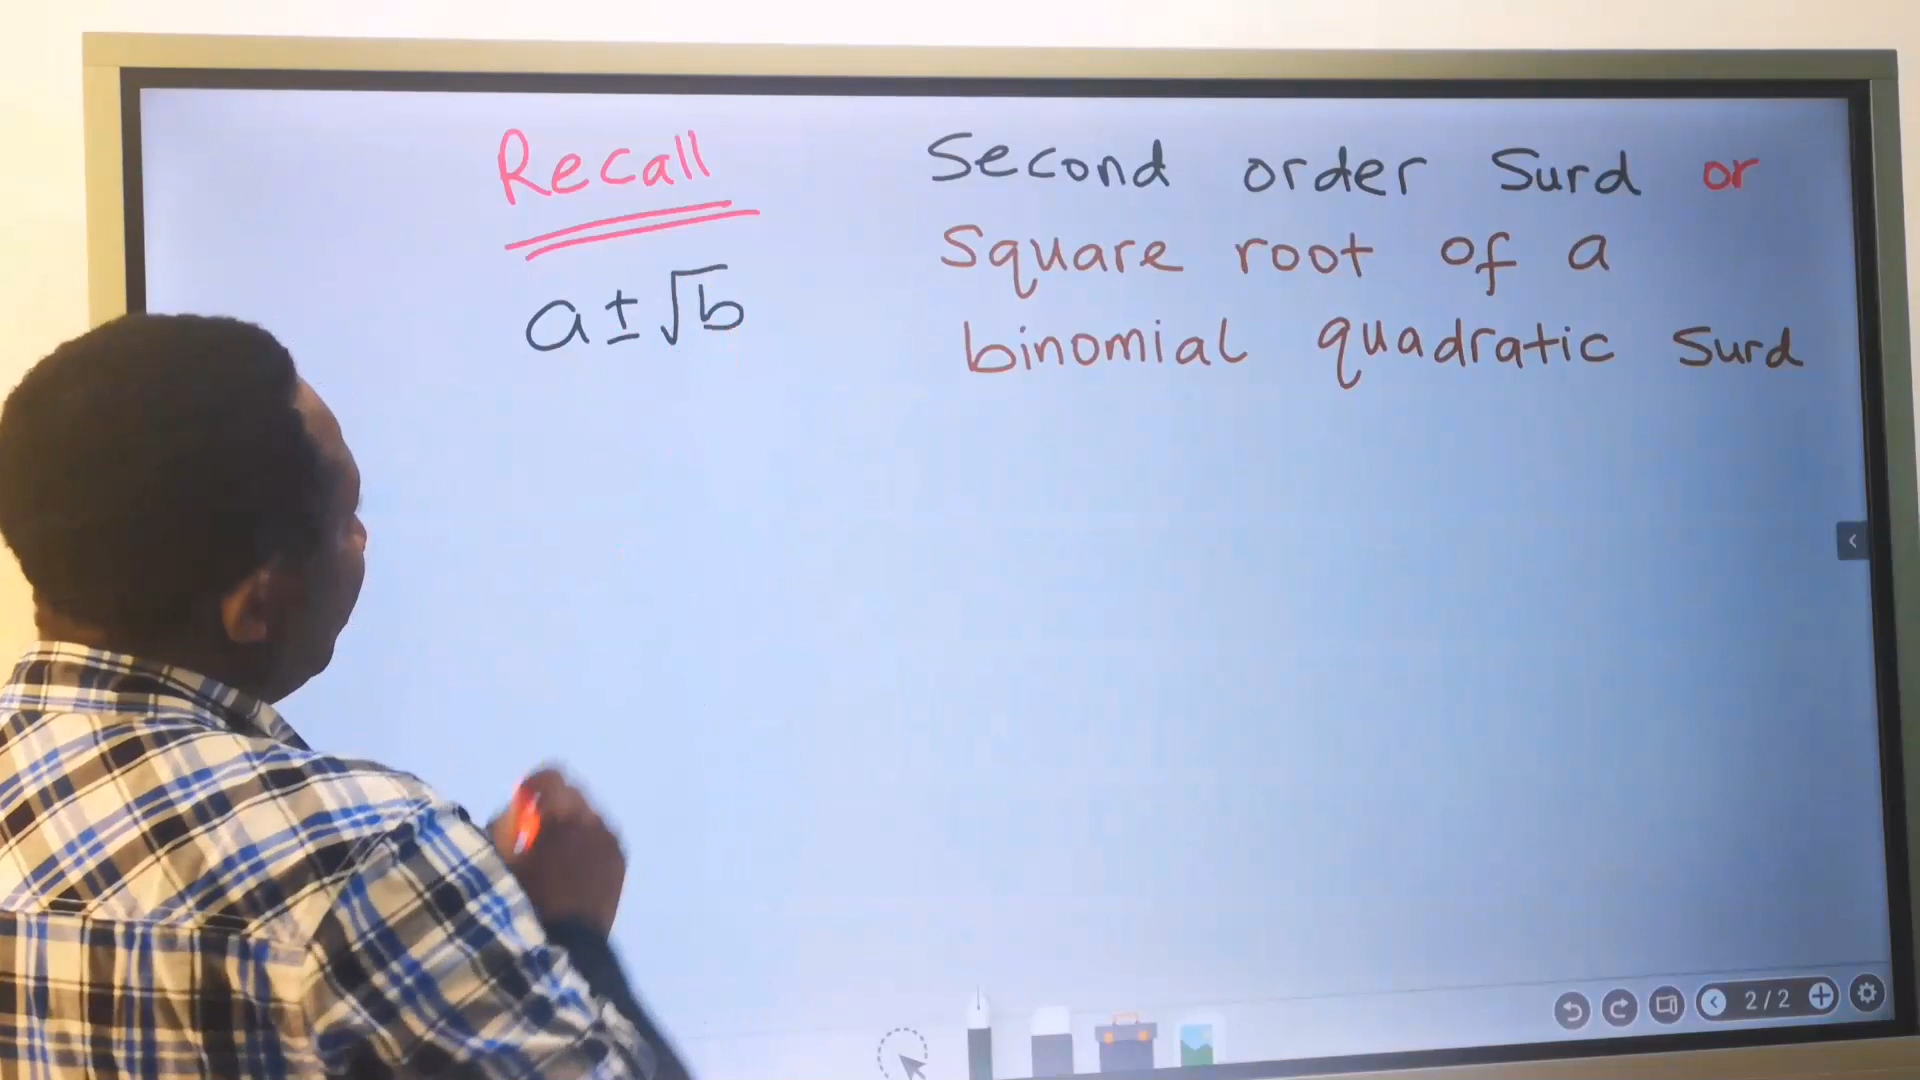 Recall
a ± √b
Second order Surd or
Square root of a
binomial quadratic Surd
2/2